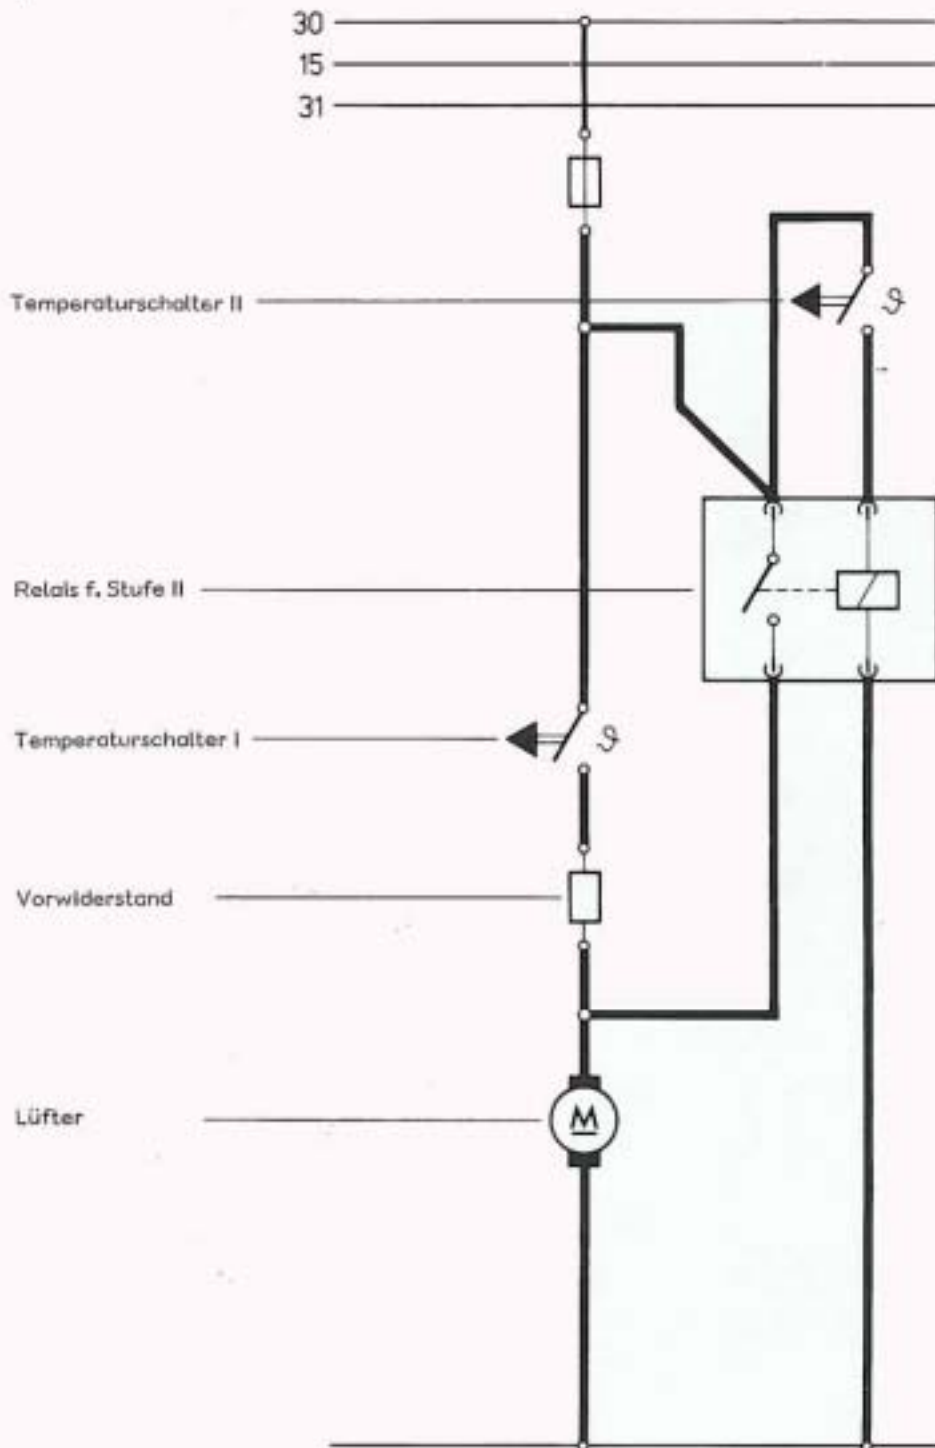 30
15
31
Temperaturschalter II
ϑ
Relais f. Stufe II
Temperaturschalter I
ϑ
Vorwiderstand
Lüfter
M